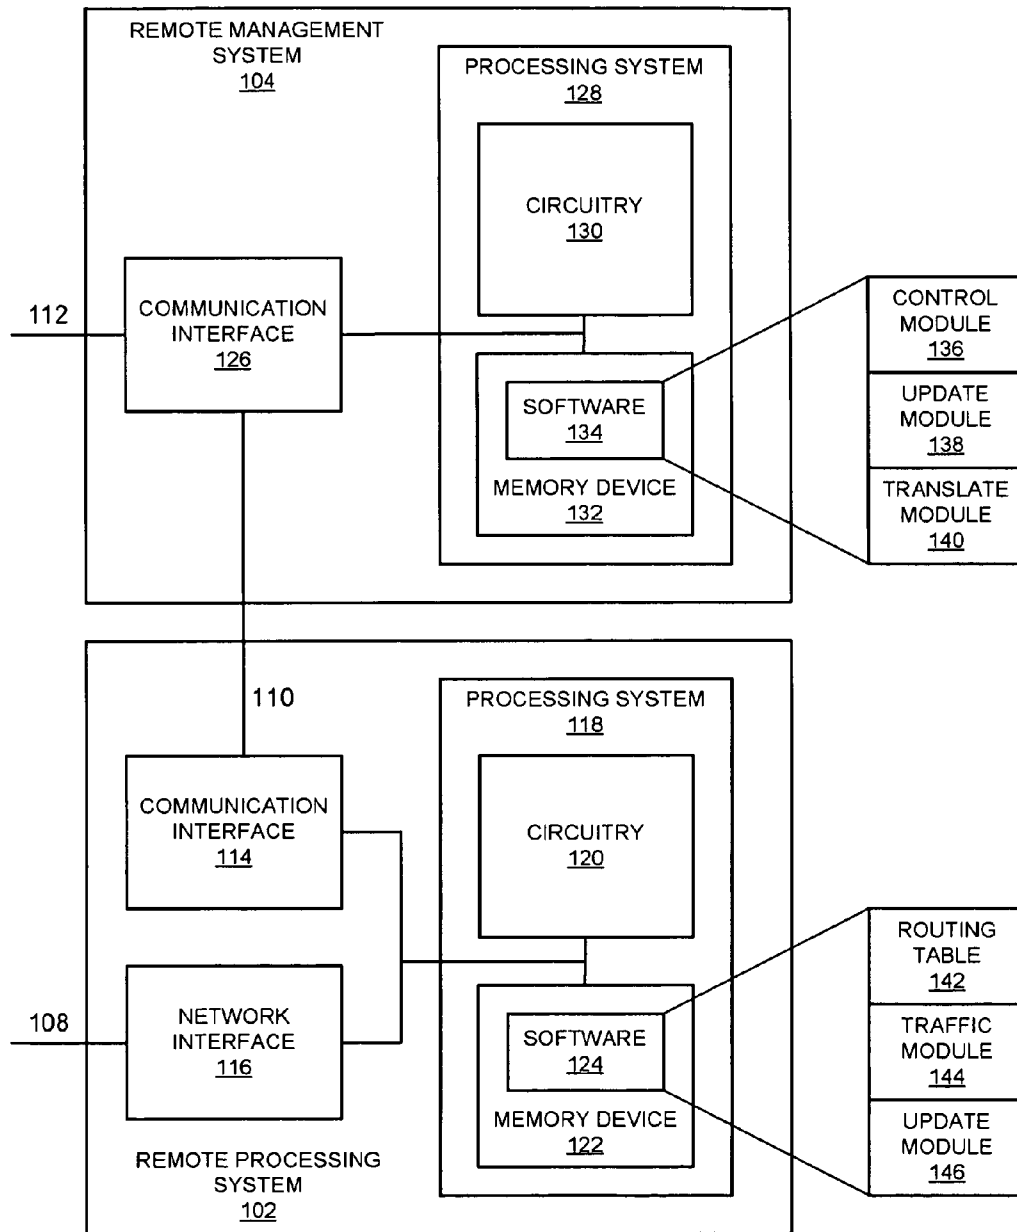 REMOTE MANAGEMENT
SYSTEM
104
PROCESSING SYSTEM
128
CIRCUITRY
130
COMMUNICATION
INTERFACE
126
112
SOFTWARE
134
MEMORY DEVICE
132
CONTROL
MODULE
136
UPDATE
MODULE
138
TRANSLATE
MODULE
140
110
PROCESSING SYSTEM
118
COMMUNICATION
INTERFACE
114
CIRCUITRY
120
108
NETWORK
INTERFACE
116
SOFTWARE
124
MEMORY DEVICE
122
ROUTING
TABLE
142
TRAFFIC
MODULE
144
UPDATE
MODULE
146
REMOTE PROCESSING
SYSTEM
102